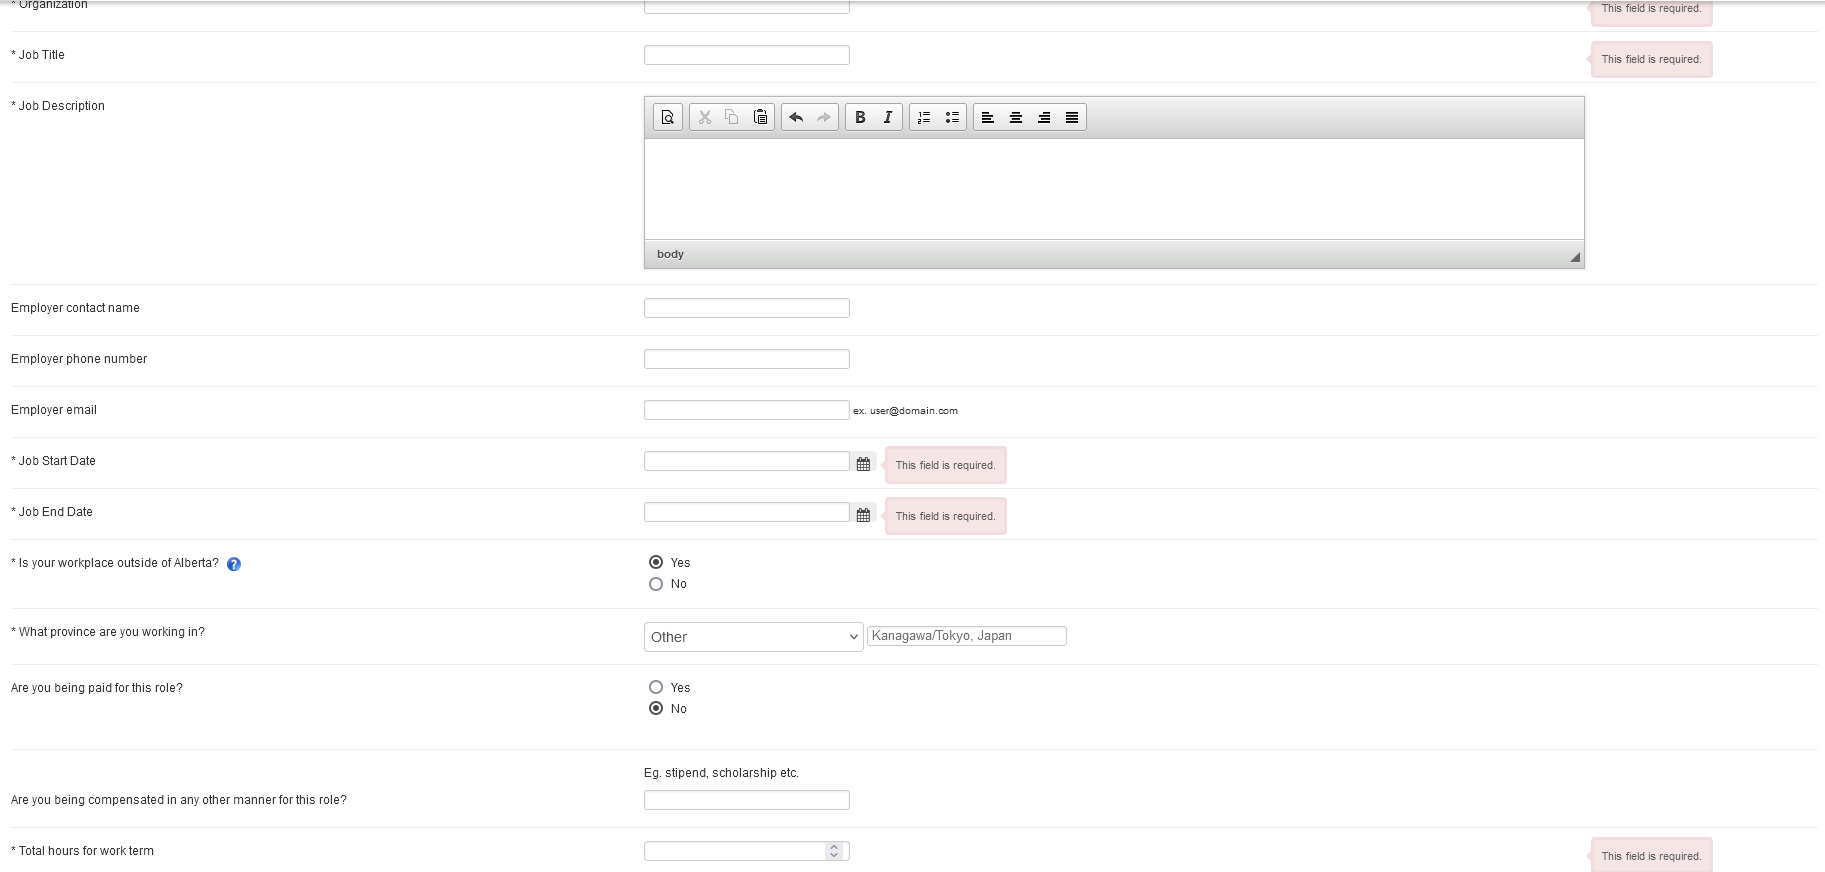 * Organization
This field is required.
* Job Title
This field is required.
* Job Description
B I
body
Employer contact name
Employer phone number
Employer email
ex. user@domain.com
* Job Start Date
This field is required.
* Job End Date
This field is required.
* Is your workplace outside of Alberta? ?
Yes
No
* What province are you working in?
Other
Kanagawa/Tokyo, Japan
Are you being paid for this role?
Yes
No
Eg. stipend, scholarship etc.
Are you being compensated in any other manner for this role?
* Total hours for work term
This field is required.